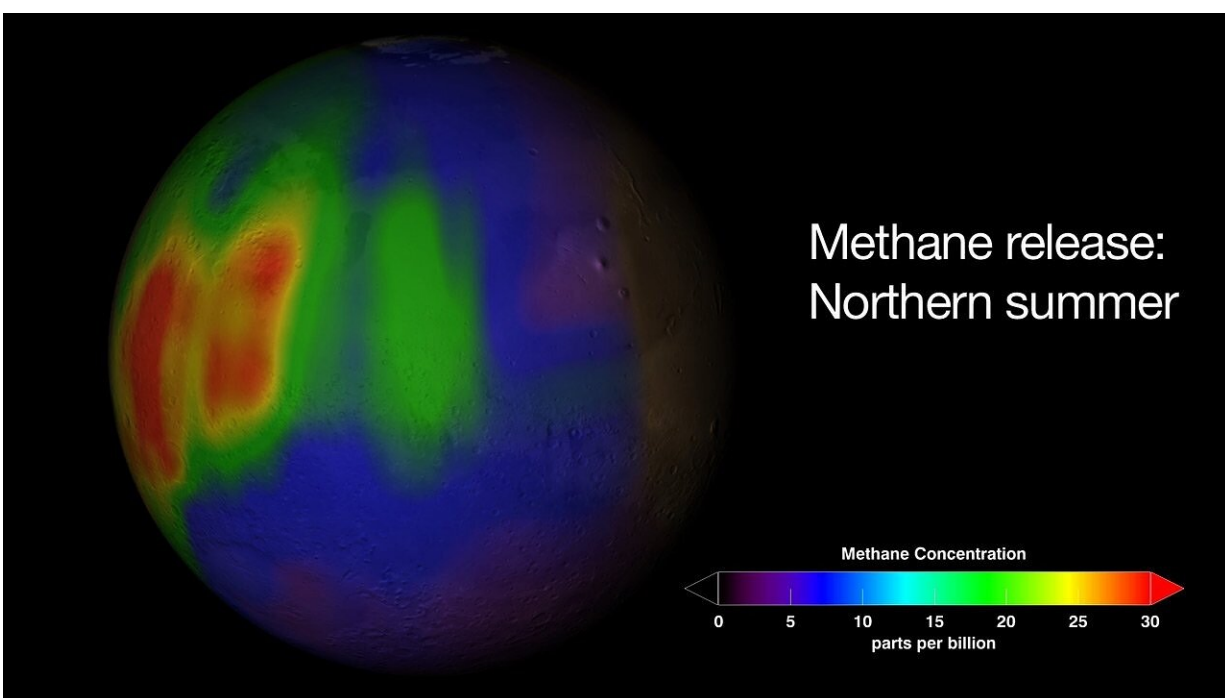 Methane release:
Northern summer
Methane Concentration
0 5 10 15 20 25 30
parts per billion